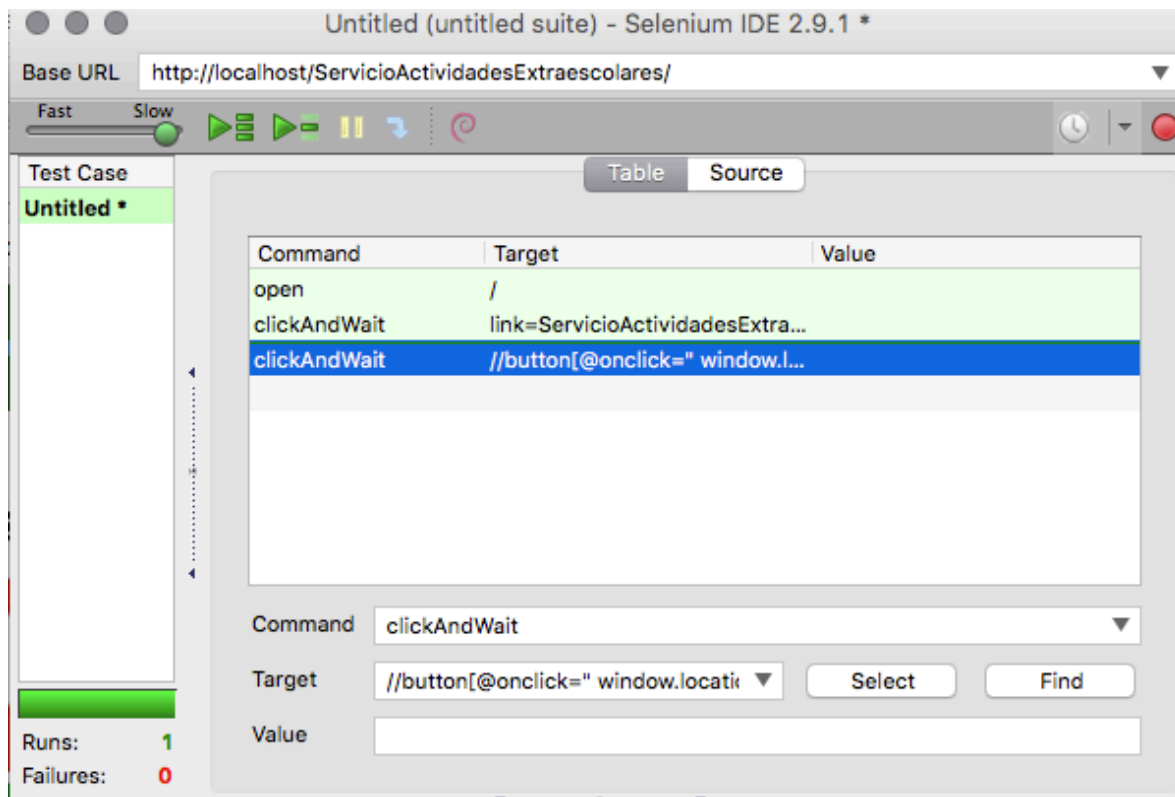 Untitled (untitled suite) - Selenium IDE 2.9.1 *
Base URL http://localhost/ServicioActividadesExtraescolares/
Fast Slow
Test Case
Untitled *
Table Source
Command Target Value
open /
clickAndWait link=ServicioActividadesExtra...
clickAndWait //button[@onclick=" window.l...
Command clickAndWait
Target //button[@onclick=" window.locatic Select Find
Value
Runs: 1
Failures: 0